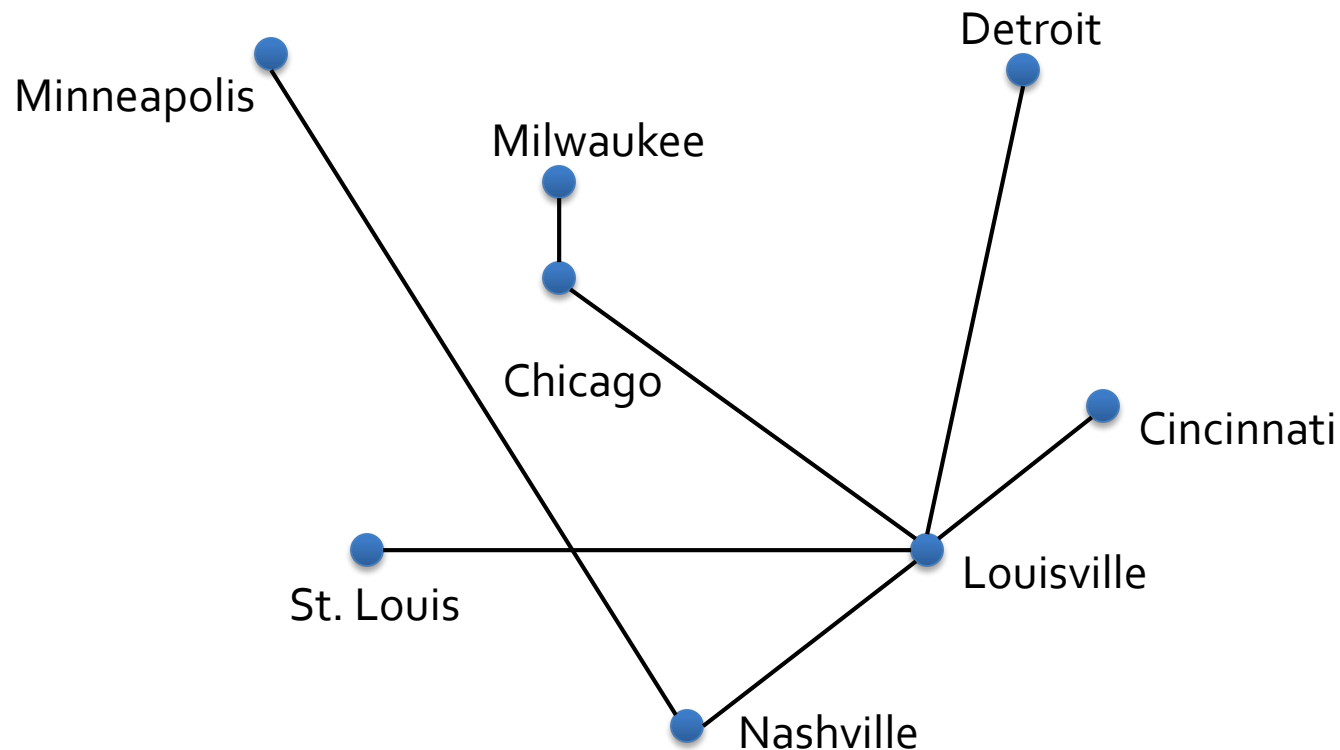 Detroit
Minneapolis
Milwaukee
Chicago
Cincinnati
Louisville
St. Louis
Nashville